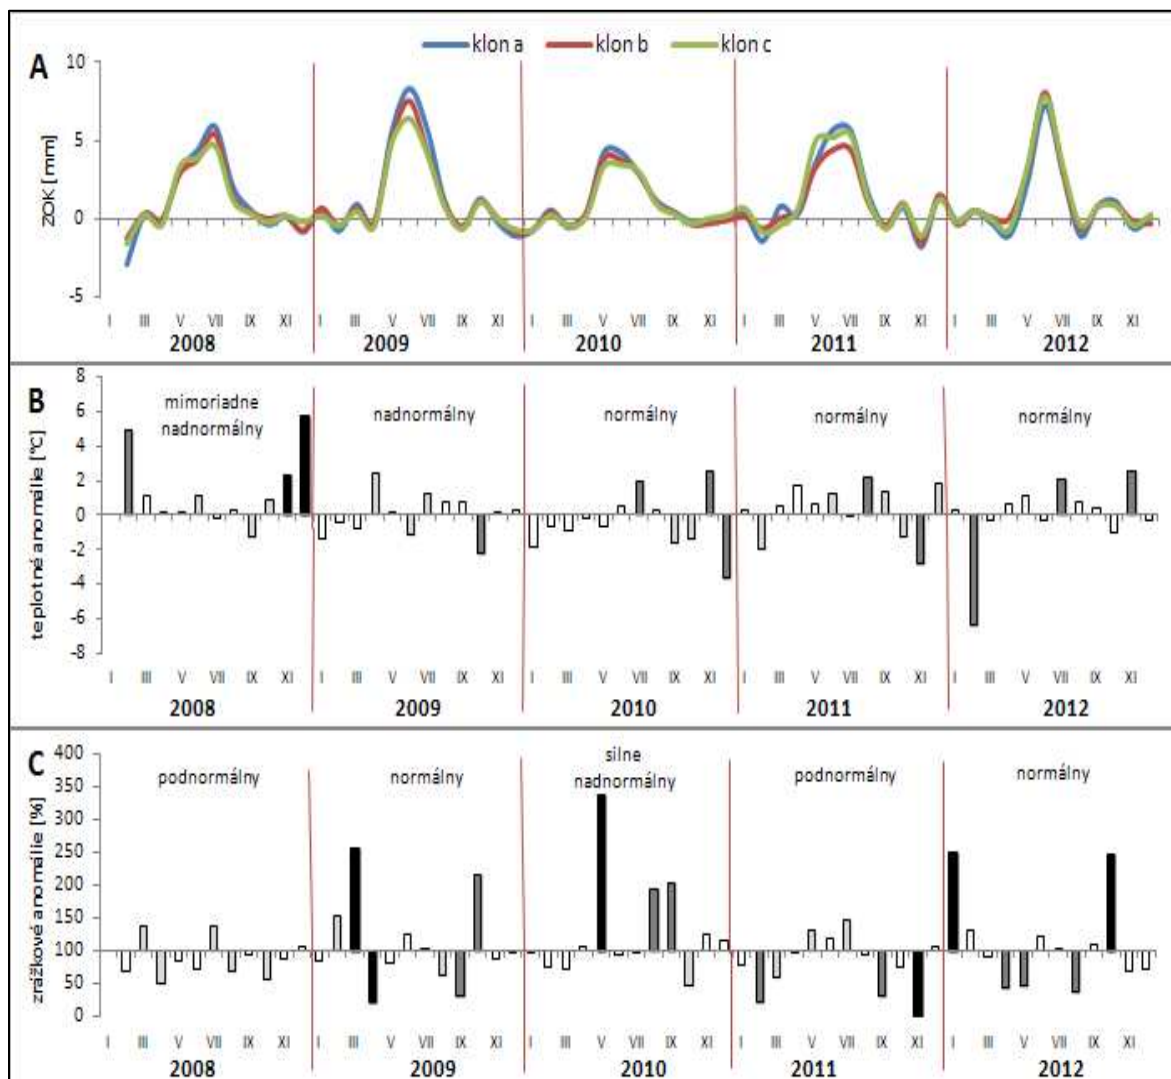 klon a klon b klon c
A
ZOK [mm]
10
5
0
-5
I III V VII IX XI I III V VII IX XI I III V VII IX XI I III V VII IX XI I III V VII IX XI
2008 2009 2010 2011 2012
B
teplotné anomálie [°C]
8
6
4
2
0
-2
-4
-6
-8
mimoriadne
nadnormálny
nadnormálny
normálny
normálny
normálny
I III V VII IX XI I III V VII IX XI I III V VII IX XI I III V VII IX XI I III V VII IX XI
2008 2009 2010 2011 2012
C
zrážkové anomálie [%]
400
350
300
250
200
150
100
50
0
podnormálny
normálny
silne
nadnormálny
podnormálny
normálny
I III V VII IX XI I III V VII IX XI I III V VII IX XI I III V VII IX XI I III V VII IX XI
2008 2009 2010 2011 2012